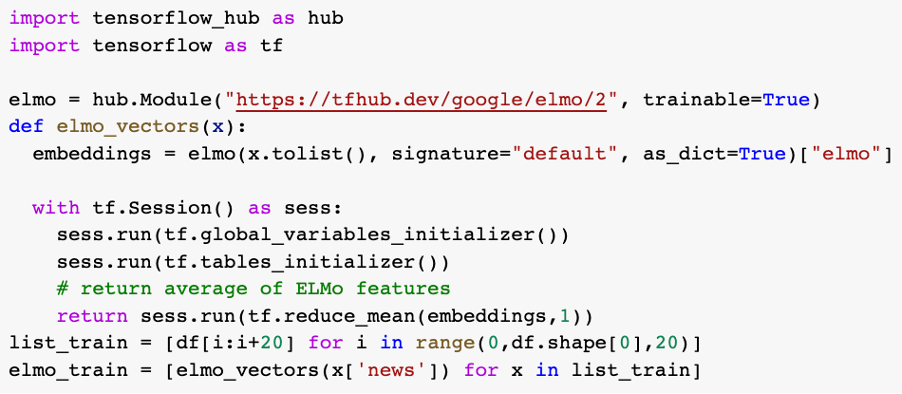 import tensorflow_hub as hub
import tensorflow as tf
elmo = hub.Module("https://tfhub.dev/google/elmo/2", trainable=True)
def elmo_vectors(x):
embeddings = elmo(x.tolist(), signature="default", as_dict=True)["elmo"]
with tf.Session() as sess:
sess.run(tf.global_variables_initializer())
sess.run(tf.tables_initializer())
# return average of ELMo features
return sess.run(tf.reduce_mean(embeddings,1))
list_train = [df[i:i+20] for i in range(0,df.shape[0],20)]
elmo_train = [elmo_vectors(x['news']) for x in list_train]